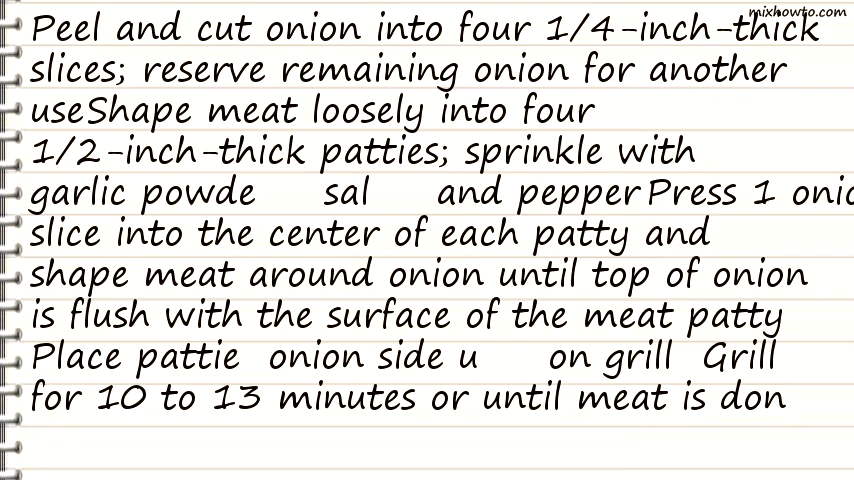 mixhowto.com
Peel and cut onion into four 1/4-inch-thick
slices; reserve remaining onion for another
useShape meat loosely into four
1/2-inch-thick patties; sprinkle with
garlic powde sal and pepperPress 1 onic
slice into the center of each patty and
shape meat around onion until top of onion
is flush with the surface of the meat patty
Place pattie onion side u on grill Grill
for 10 to 13 minutes or until meat is don